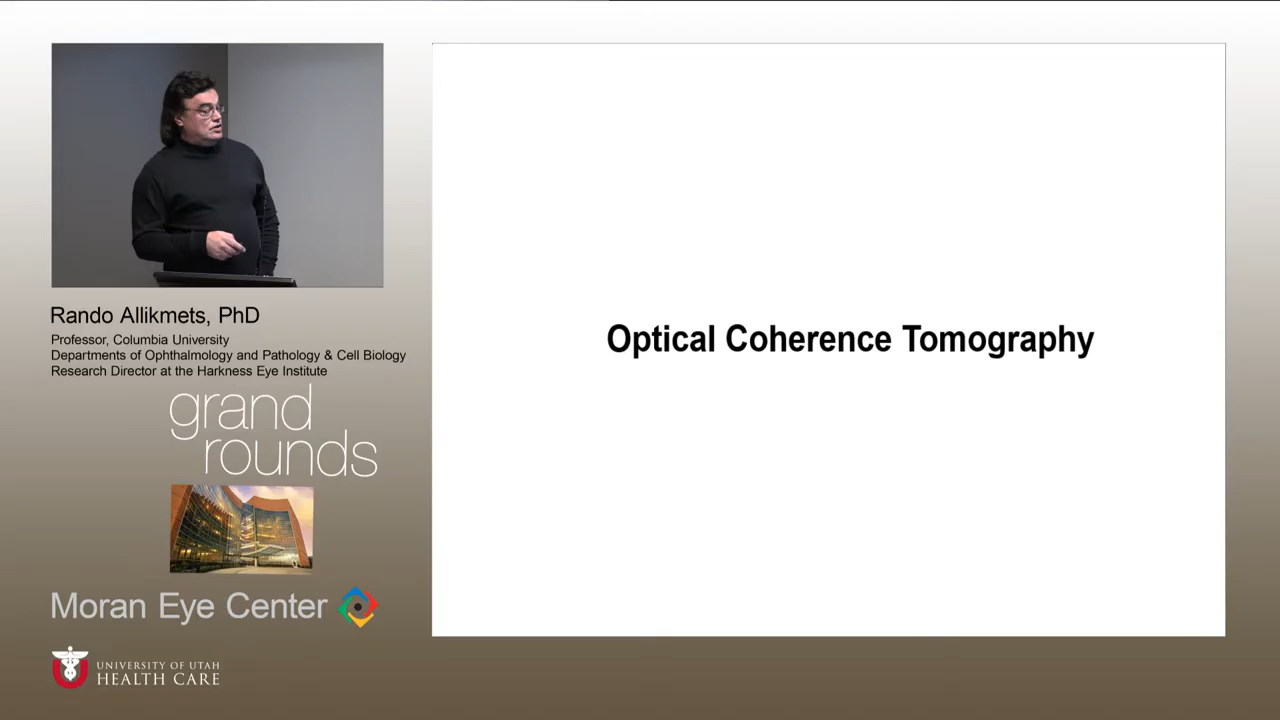 Rando Allikmets, PhD
Professor, Columbia University
Departments of Ophthalmology and Pathology & Cell Biology
Research Director at the Harkness Eye Institute
grand
rounds
Moran Eye Center
UNIVERSITY OF UTAH
HEALTH CARE
Optical Coherence Tomography